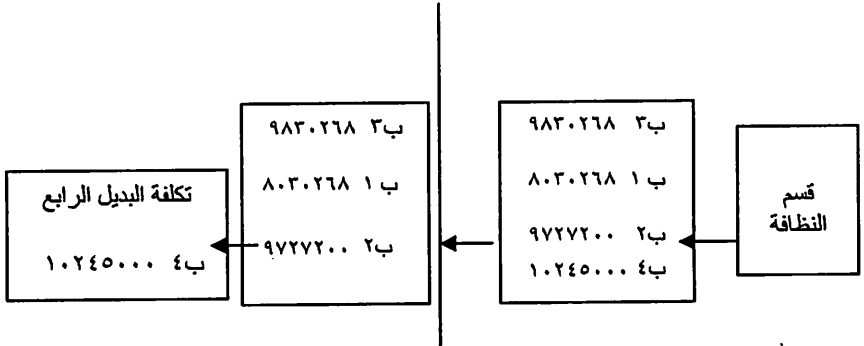 قسم
النظافة
ب٣ ٩٨٣٠٢٦٨
ب١ ٨٠٣٠٢٦٨
ب٢ ٩٧٢٧٢٠٠
ب٤ ١٠٢٤٥٠٠٠
ب٣ ٩٨٣٠٢٦٨
ب١ ٨٠٣٠٢٦٨
ب٢ ٩٧٢٧٢٠٠
تكلفة البديل الرابع
ب٤ ١٠٢٤٥٠٠٠